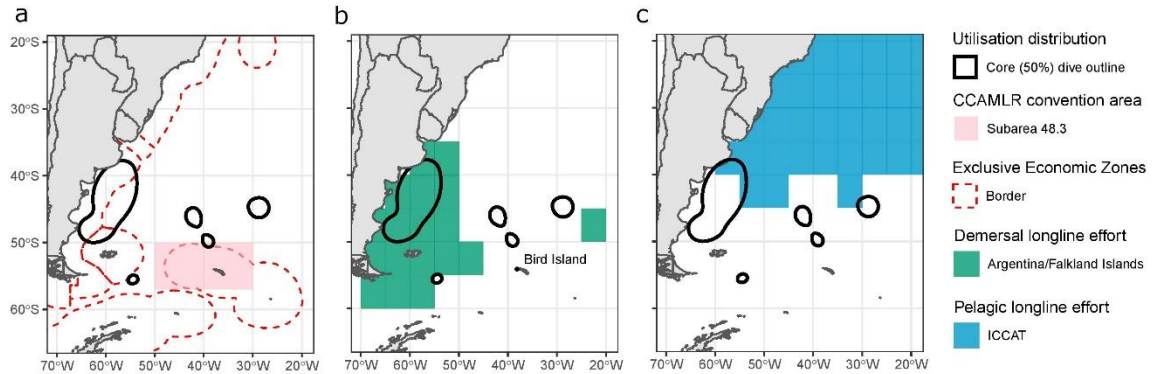 a
b
c
20°S
30°S
40°S
50°S
60°S
70°W
60°W
50°W
40°W
30°W
20°W
70°W
60°W
50°W
40°W
30°W
20°W
70°W
60°W
50°W
40°W
30°W
20°W
Bird Island
Utilisation distribution
Core (50%) dive outline
CCAMLR convention area
Subarea 48.3
Exclusive Economic Zones
Border
Demersal longline effort
Argentina/Falkland Islands
Pelagic longline effort
ICCAT